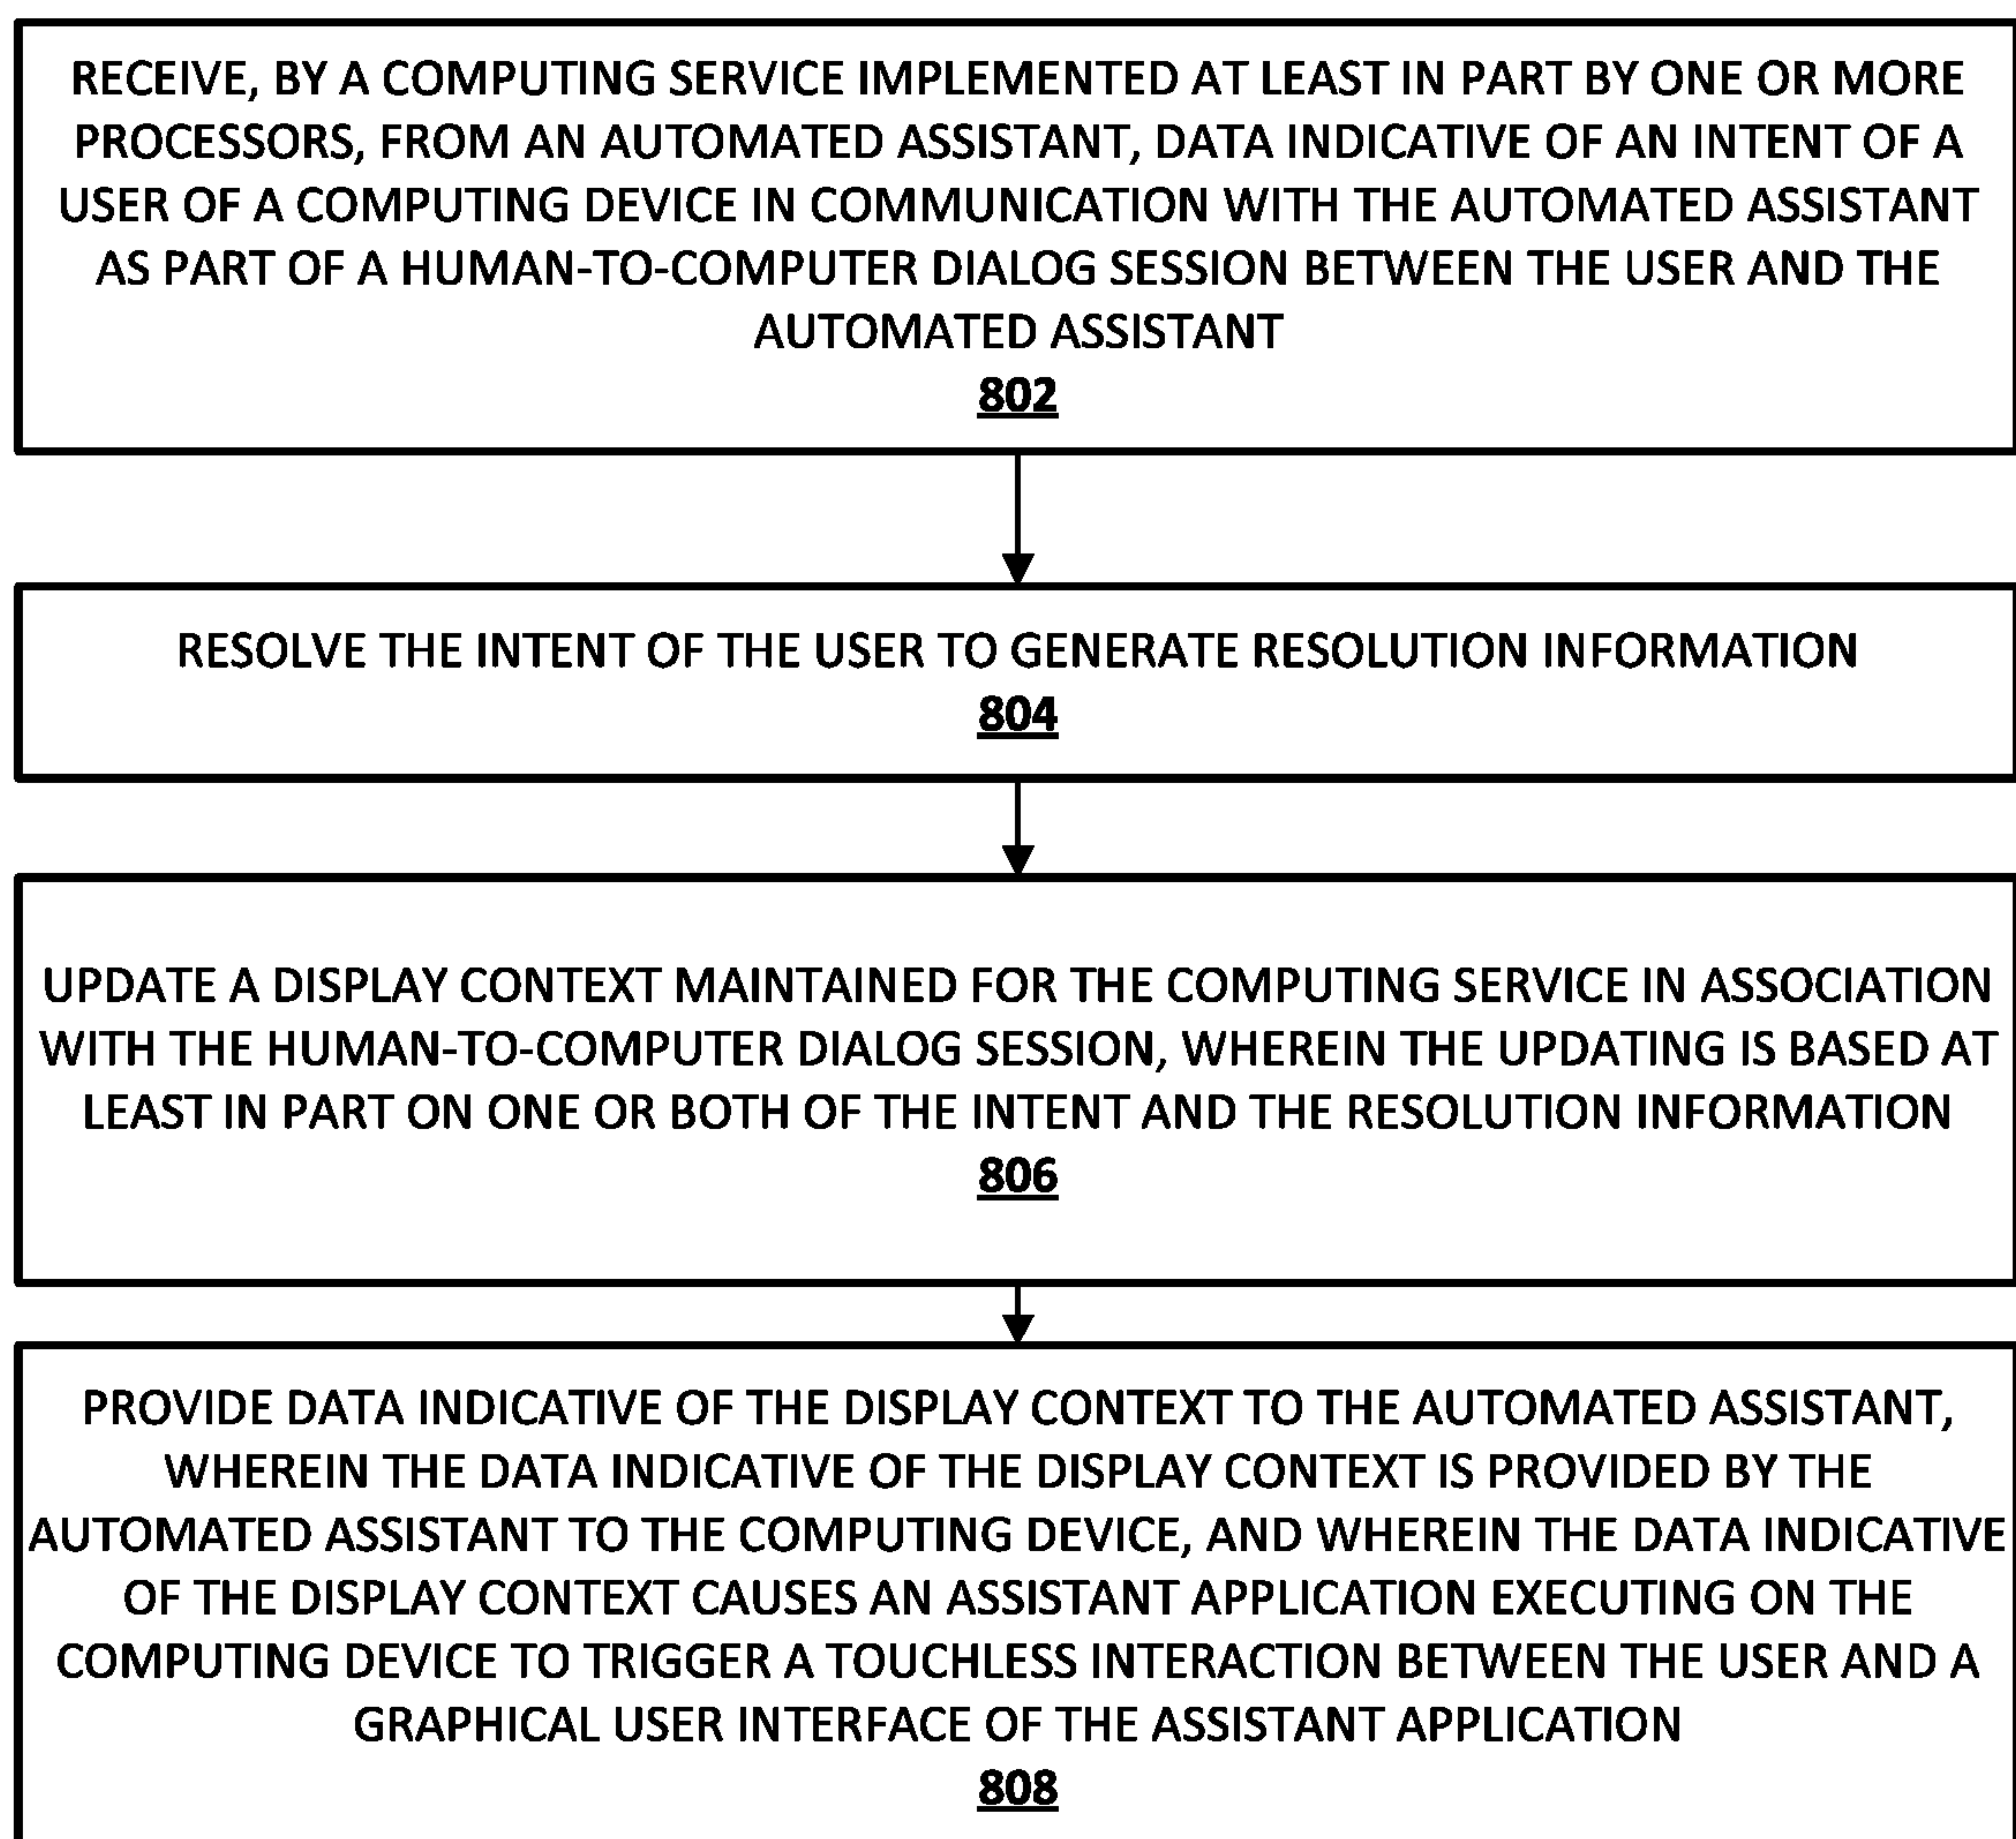 RECEIVE, BY A COMPUTING SERVICE IMPLEMENTED AT LEAST IN PART BY ONE OR MORE
PROCESSORS, FROM AN AUTOMATED ASSISTANT, DATA INDICATIVE OF AN INTENT OF A
USER OF A COMPUTING DEVICE IN COMMUNICATION WITH THE AUTOMATED ASSISTANT
AS PART OF A HUMAN-TO-COMPUTER DIALOG SESSION BETWEEN THE USER AND THE
AUTOMATED ASSISTANT
802
RESOLVE THE INTENT OF THE USER TO GENERATE RESOLUTION INFORMATION
804
UPDATE A DISPLAY CONTEXT MAINTAINED FOR THE COMPUTING SERVICE IN ASSOCIATION
WITH THE HUMAN-TO-COMPUTER DIALOG SESSION, WHEREIN THE UPDATING IS BASED AT
LEAST IN PART ON ONE OR BOTH OF THE INTENT AND THE RESOLUTION INFORMATION
806
PROVIDE DATA INDICATIVE OF THE DISPLAY CONTEXT TO THE AUTOMATED ASSISTANT,
WHEREIN THE DATA INDICATIVE OF THE DISPLAY CONTEXT IS PROVIDED BY THE
AUTOMATED ASSISTANT TO THE COMPUTING DEVICE, AND WHEREIN THE DATA INDICATIVE
OF THE DISPLAY CONTEXT CAUSES AN ASSISTANT APPLICATION EXECUTING ON THE
COMPUTING DEVICE TO TRIGGER A TOUCHLESS INTERACTION BETWEEN THE USER AND A
GRAPHICAL USER INTERFACE OF THE ASSISTANT APPLICATION
808